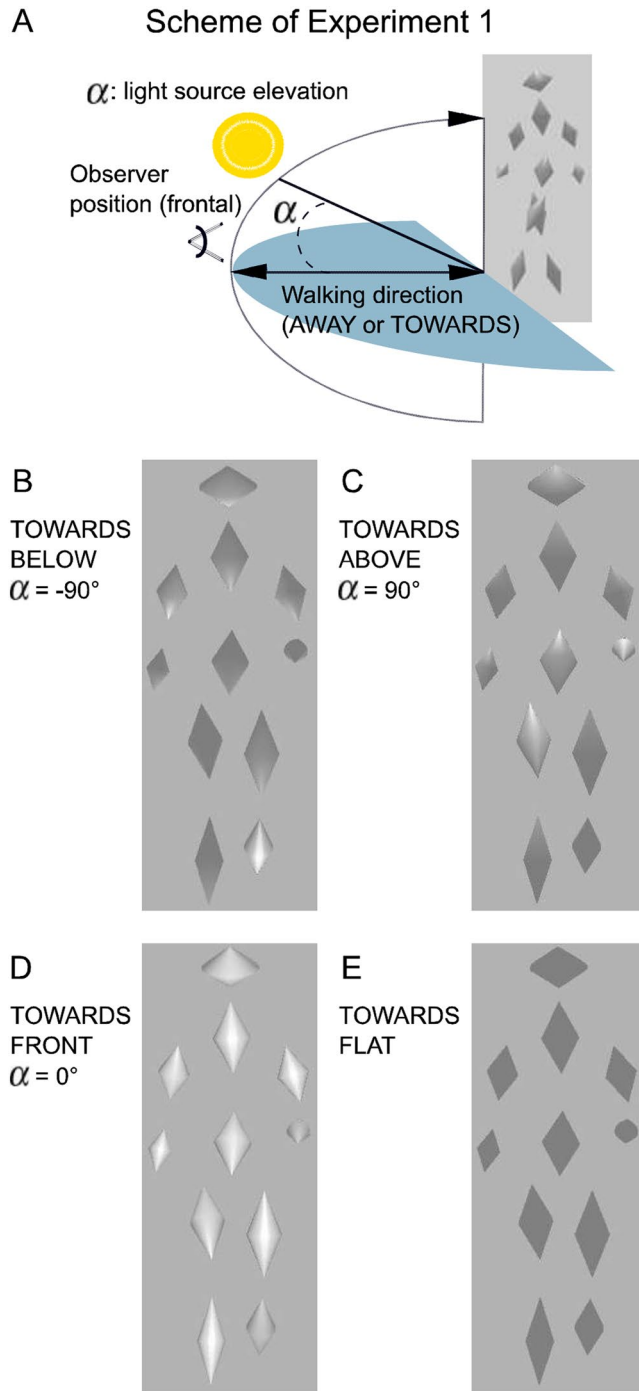 A
Scheme of Experiment 1
α: light source elevation
Observer
position (frontal)
α
Walking direction
(AWAY or TOWARDS)
B
TOWARDS
BELOW
α = -90°
C
TOWARDS
ABOVE
α = 90°
D
TOWARDS
FRONT
α = 0°
E
TOWARDS
FLAT